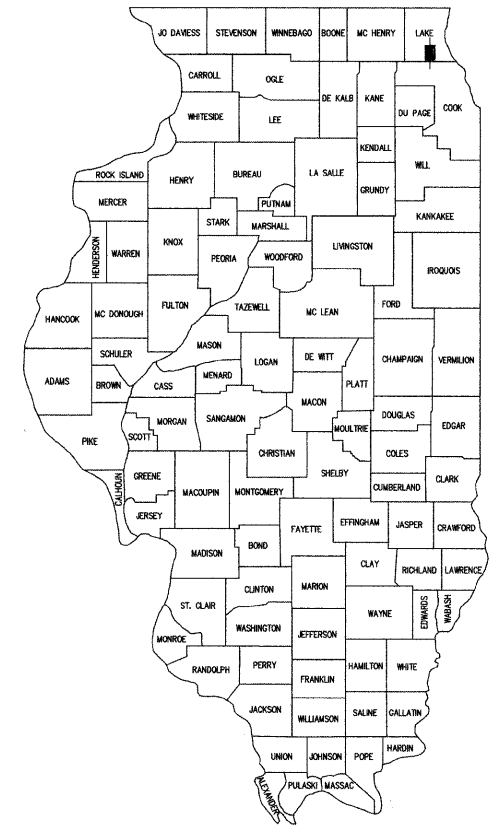 JO DAVIESS
STEVENSON
WINNEBAGO
BOONE
MC HENRY
LAKE
CARROLL
OGLE
DE KALB
KANE
COOK
DU PAGE
WHITESIDE
LEE
KENDALL
WILL
LA SALLE
GRUNDY
ROCK ISLAND
HENRY
BUREAU
MERCER
PUTNAM
KANKAKEE
STARK
MARSHALL
HENDERSON
WARREN
KNOX
PEORIA
WOODFORD
LIVINGSTON
IROQUOIS
HANCOOK
MC DONOUGH
FULTON
TAZEWELL
MC LEAN
FORD
SCHULER
MASON
LOGAN
DE WITT
CHAMPAIGN
VERMILION
ADAMS
BROWN
CASS
MENARD
PLATT
MACON
MORGAN
SANGAMON
DOUGLAS
EDGAR
PIKE
SCOTT
MOULTRIE
CHRISTIAN
COLES
SHELBY
GREENE
CALHOUN
MACOUPIN
MONTGOMERY
CUMBERLAND
CLARK
JERSEY
FAYETTE
EFFINGHAM
JASPER
CRAWFORD
MADISON
BOND
CLAY
RICHLAND
LAWRENCE
ST. CLAIR
CLINTON
MARION
WAYNE
EDWARDS
WABASH
MONROE
WASHINGTON
JEFFERSON
RANDOLPH
PERRY
HAMILTON
WHITE
FRANKLIN
JACKSON
WILLIAMSON
SALINE
GALLATIN
UNION
JOHNSON
POPE
HARDIN
ALEXANDER
PULASKI
MASSAC